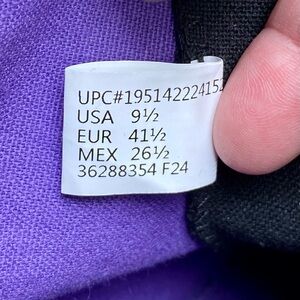 UPC#19514222415
USA 9½
EUR 41½
MEX 26½
36288354 F24